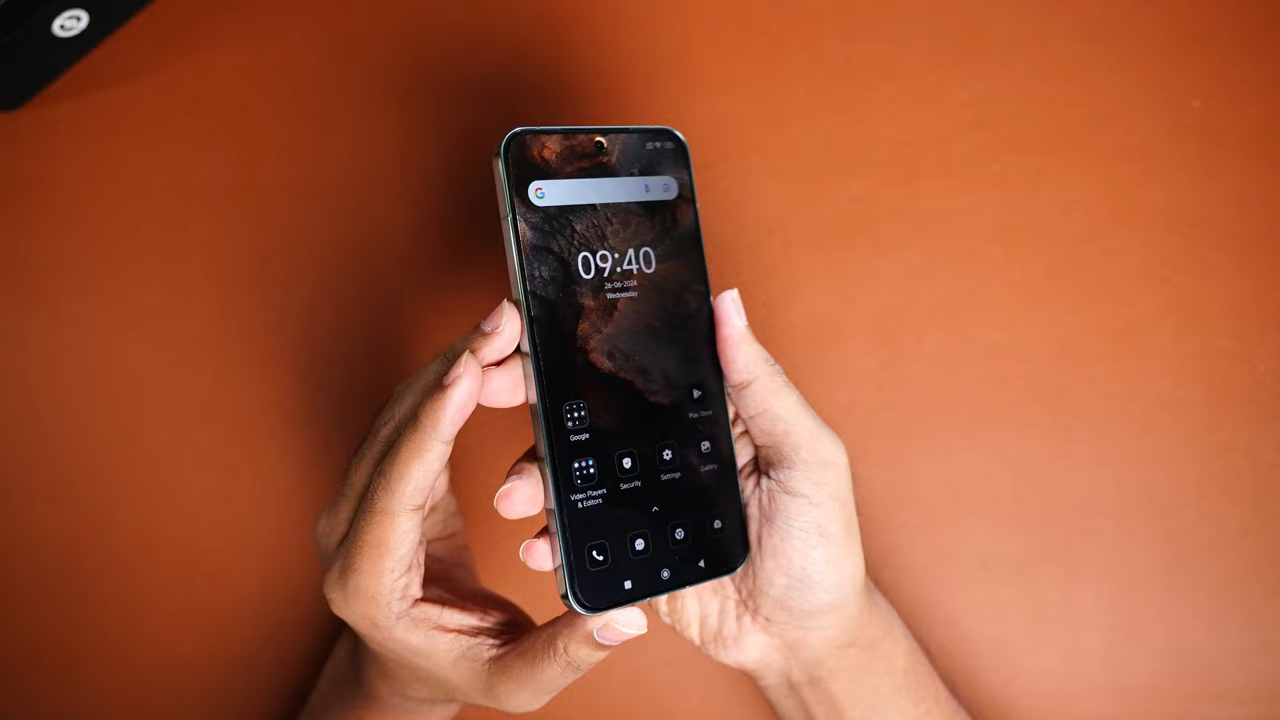 G
09:40
26-06-2024
Wednesday
Google
Play Store
Video Players
& Editors
Security
Settings
Gallery